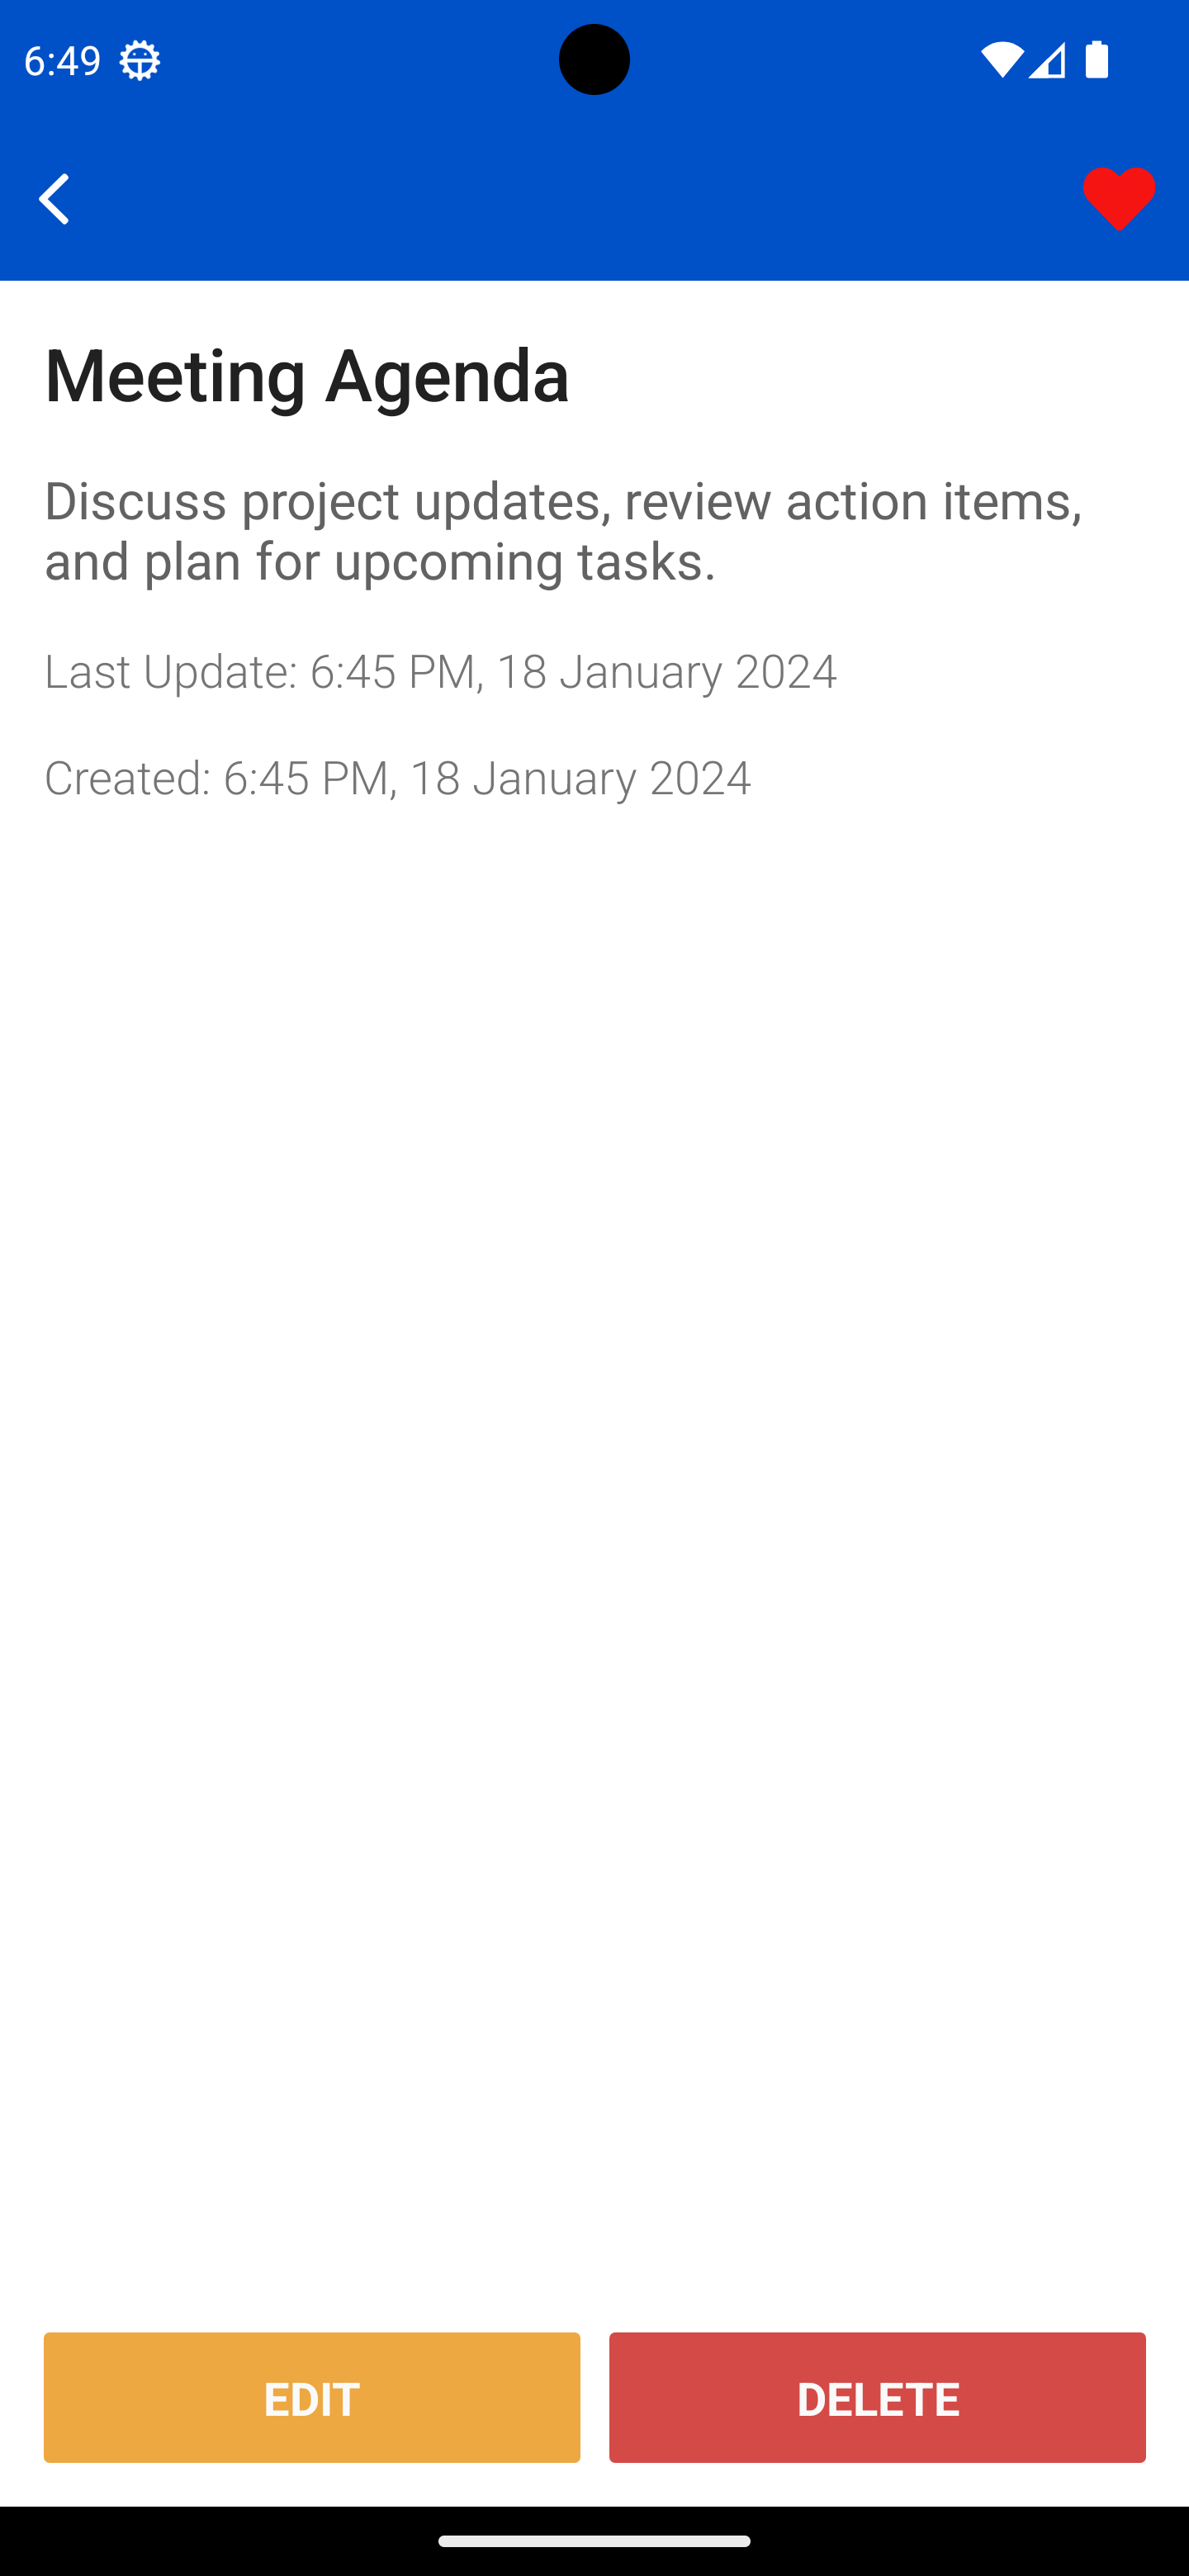 6:49
Meeting Agenda
Discuss project updates, review action items,
and plan for upcoming tasks.
Last Update: 6:45 PM, 18 January 2024
Created: 6:45 PM, 18 January 2024
EDIT
DELETE